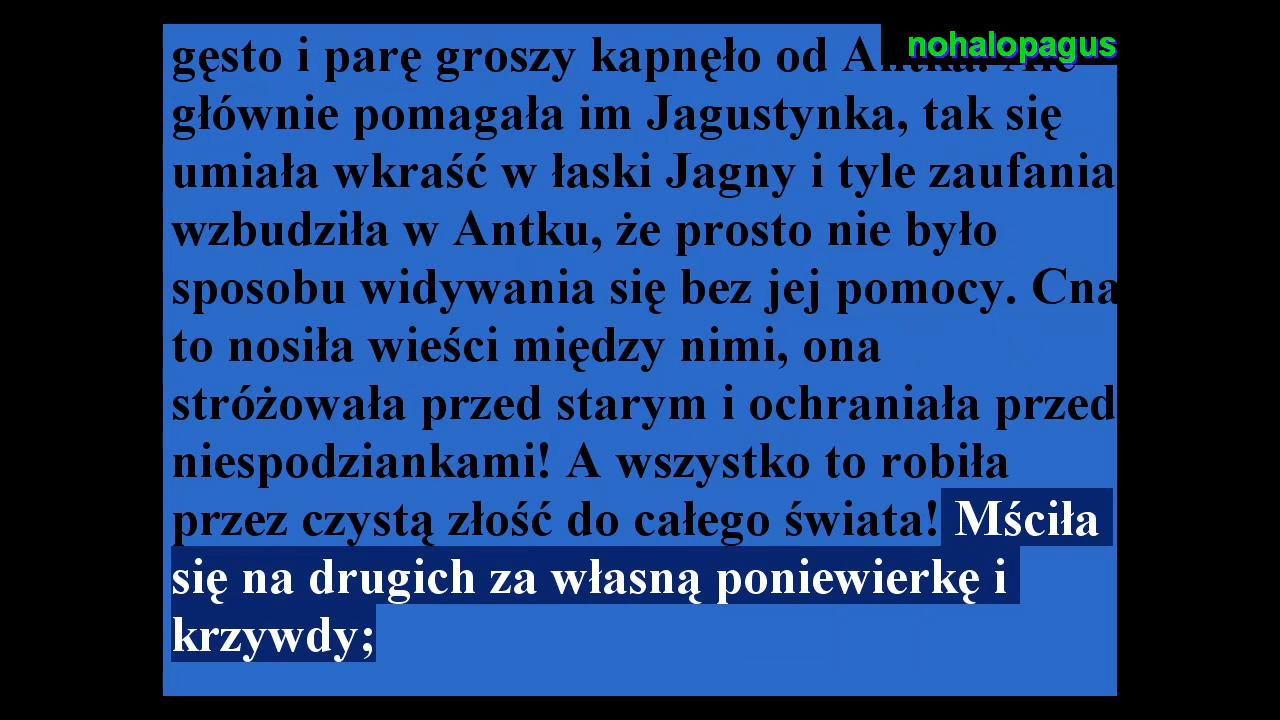 nohalopagus
gęsto i parę groszy kapnęło od
głównie pomagała im Jagustynka, tak się
umiała wkraść w łaski Jagny i tyle zaufania
wzbudziła w Antku, że prosto nie było
sposobu widywania się bez jej pomocy. Cna
to nosiła wieści między nimi, ona
stróżowała przed starym i ochraniała przed
niespodziankami! A wszystko to robiła
przez czystą złość do całego świata! Mściła
się na drugich za własną poniewierkę i
krzywdy;